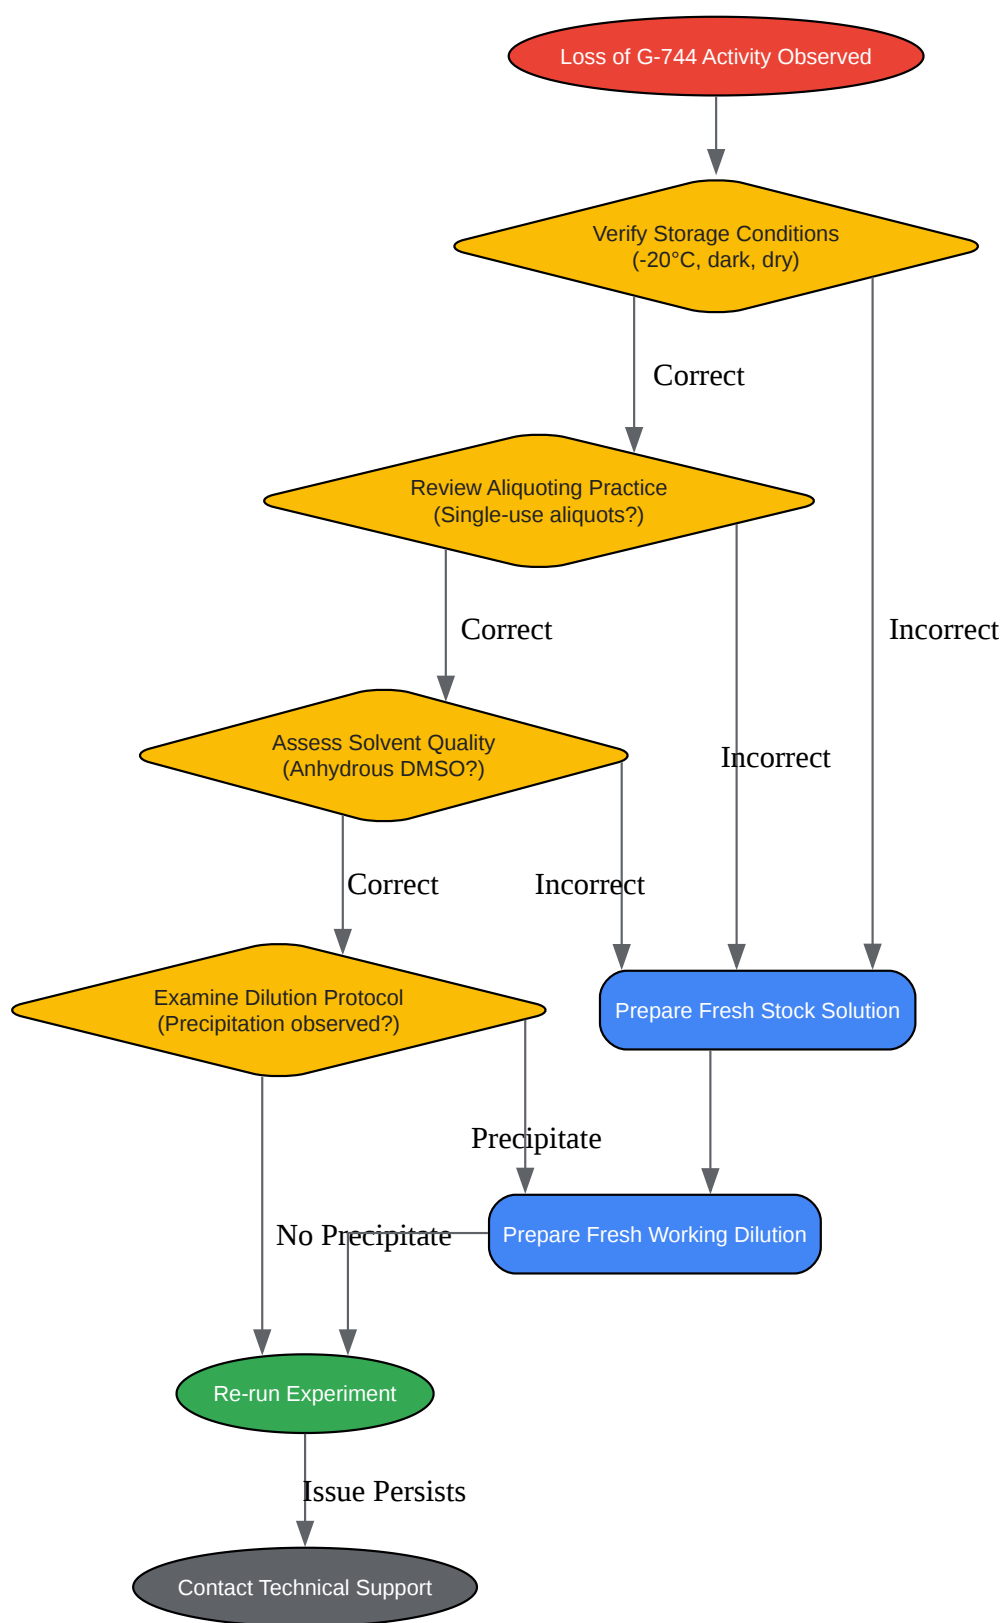 Loss of G-744 Activity Observed
Verify Storage Conditions
(-20°C, dark, dry)
Correct
Review Aliquoting Practice
(Single-use aliquots?)
Correct
Incorrect
Assess Solvent Quality
(Anhydrous DMSO?)
Incorrect
Correct
Incorrect
Examine Dilution Protocol
(Precipitation observed?)
Prepare Fresh Stock Solution
Precipitate
No Precipitate
Prepare Fresh Working Dilution
Re-run Experiment
Issue Persists
Contact Technical Support